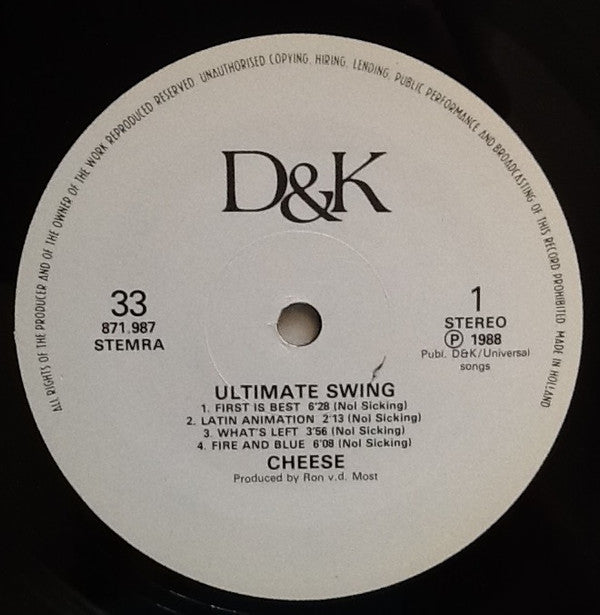 ALL RIGHTS OF THE PRODUCER AND OF THE OWNER OF THE WORK REPRODUCED RESERVED UNAUTHORISED COPYING, HIRING, LENDING, PUBLIC PERFORMANCE AND BROADCASTING OF THIS RECORD PROHIBITED MADE IN HOLLAND
D&K
33
871.987
STEMRA
1
STEREO
Ⓟ 1988
Publ. D&K/Universal
songs
ULTIMATE SWING
1. FIRST IS BEST 6'28 (Nol Sicking)
2. LATIN ANIMATION 2'13 (Nol Sicking)
3. WHAT'S LEFT 3'56 (Nol Sicking)
4. FIRE AND BLUE 6'08 (Nol Sicking)
CHEESE
Produced by Ron v.d. Most